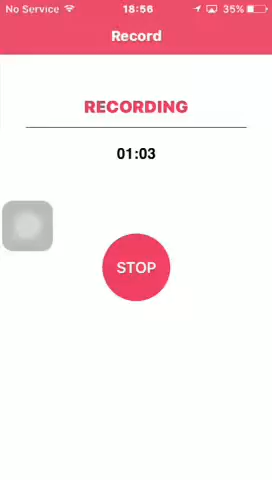 No Service 18:56 35%
Record
RECORDING
01:03
STOP